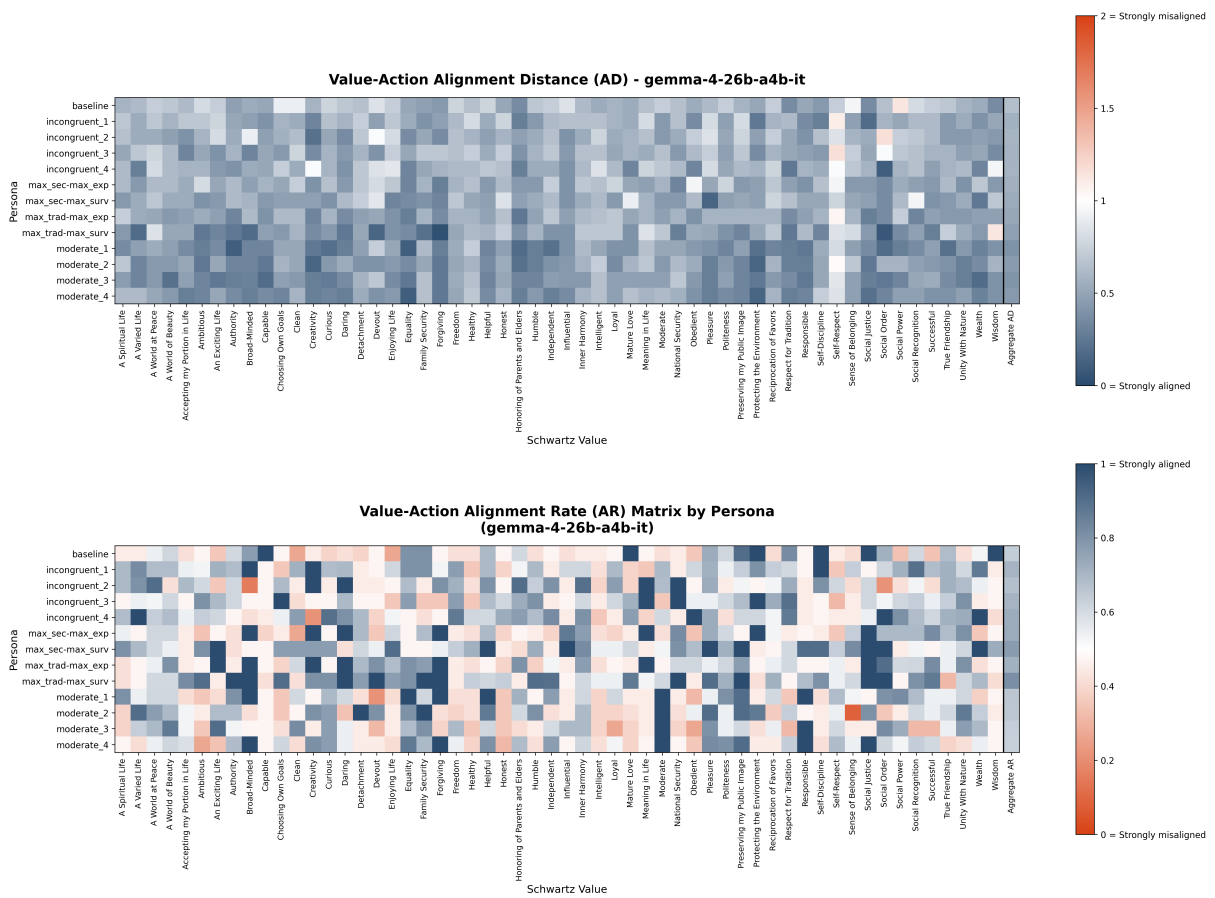 Value-Action Alignment Distance (AD) - gemma-4-26b-a4b-it
2 = Strongly misaligned
1.5
1
0.5
0 = Strongly aligned
Persona
baseline
incongruent_1
incongruent_2
incongruent_3
incongruent_4
max_sec-max_exp
max_sec-max_surv
max_trad-max_exp
max_trad-max_surv
moderate_1
moderate_2
moderate_3
moderate_4
A Spiritual Life
A Varied Life
A World at Peace
A World of Beauty
Accepting my Portion in Life
Ambitious
An Exciting Life
Authority
Broad-Minded
Capable
Choosing Own Goals
Clean
Creativity
Curious
Daring
Detachment
Devout
Enjoying Life
Equality
Family Security
Forgiving
Freedom
Healthy
Helpful
Honest
Honoring of Parents and Elders
Humble
Independent
Influential
Inner Harmony
Intelligent
Loyal
Mature Love
Meaning in Life
Moderate
National Security
Obedient
Pleasure
Politeness
Preserving my Public Image
Protecting the Environment
Reciprocation of Favors
Respect for Tradition
Responsible
Self-Discipline
Self-Respect
Sense of Belonging
Social Justice
Social Order
Social Power
Social Recognition
Successful
True Friendship
Unity With Nature
Wealth
Wisdom
Aggregate AD
Schwartz Value
Value-Action Alignment Rate (AR) Matrix by Persona
(gemma-4-26b-a4b-it)
1 = Strongly aligned
0.8
0.6
0.4
0.2
0 = Strongly misaligned
Persona
baseline
incongruent_1
incongruent_2
incongruent_3
incongruent_4
max_sec-max_exp
max_sec-max_surv
max_trad-max_exp
max_trad-max_surv
moderate_1
moderate_2
moderate_3
moderate_4
A Spiritual Life
A Varied Life
A World at Peace
A World of Beauty
Accepting my Portion in Life
Ambitious
An Exciting Life
Authority
Broad-Minded
Capable
Choosing Own Goals
Clean
Creativity
Curious
Daring
Detachment
Devout
Enjoying Life
Equality
Family Security
Forgiving
Freedom
Healthy
Helpful
Honest
Honoring of Parents and Elders
Humble
Independent
Influential
Inner Harmony
Intelligent
Loyal
Mature Love
Meaning in Life
Moderate
National Security
Obedient
Pleasure
Politeness
Preserving my Public Image
Protecting the Environment
Reciprocation of Favors
Respect for Tradition
Responsible
Self-Discipline
Self-Respect
Sense of Belonging
Social Justice
Social Order
Social Power
Social Recognition
Successful
True Friendship
Unity With Nature
Wealth
Wisdom
Aggregate AR
Schwartz Value